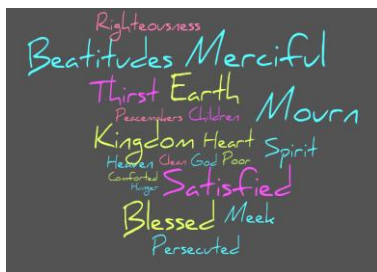 Righteousness
Beatitudes Merciful
Thirst Earth
Mourn
Peacemakers Children
Kingdom Heart
Spirit
Heaven Clean God Poor
Comforted
Satisfied
Hunger
Blessed Meek
Persecuted